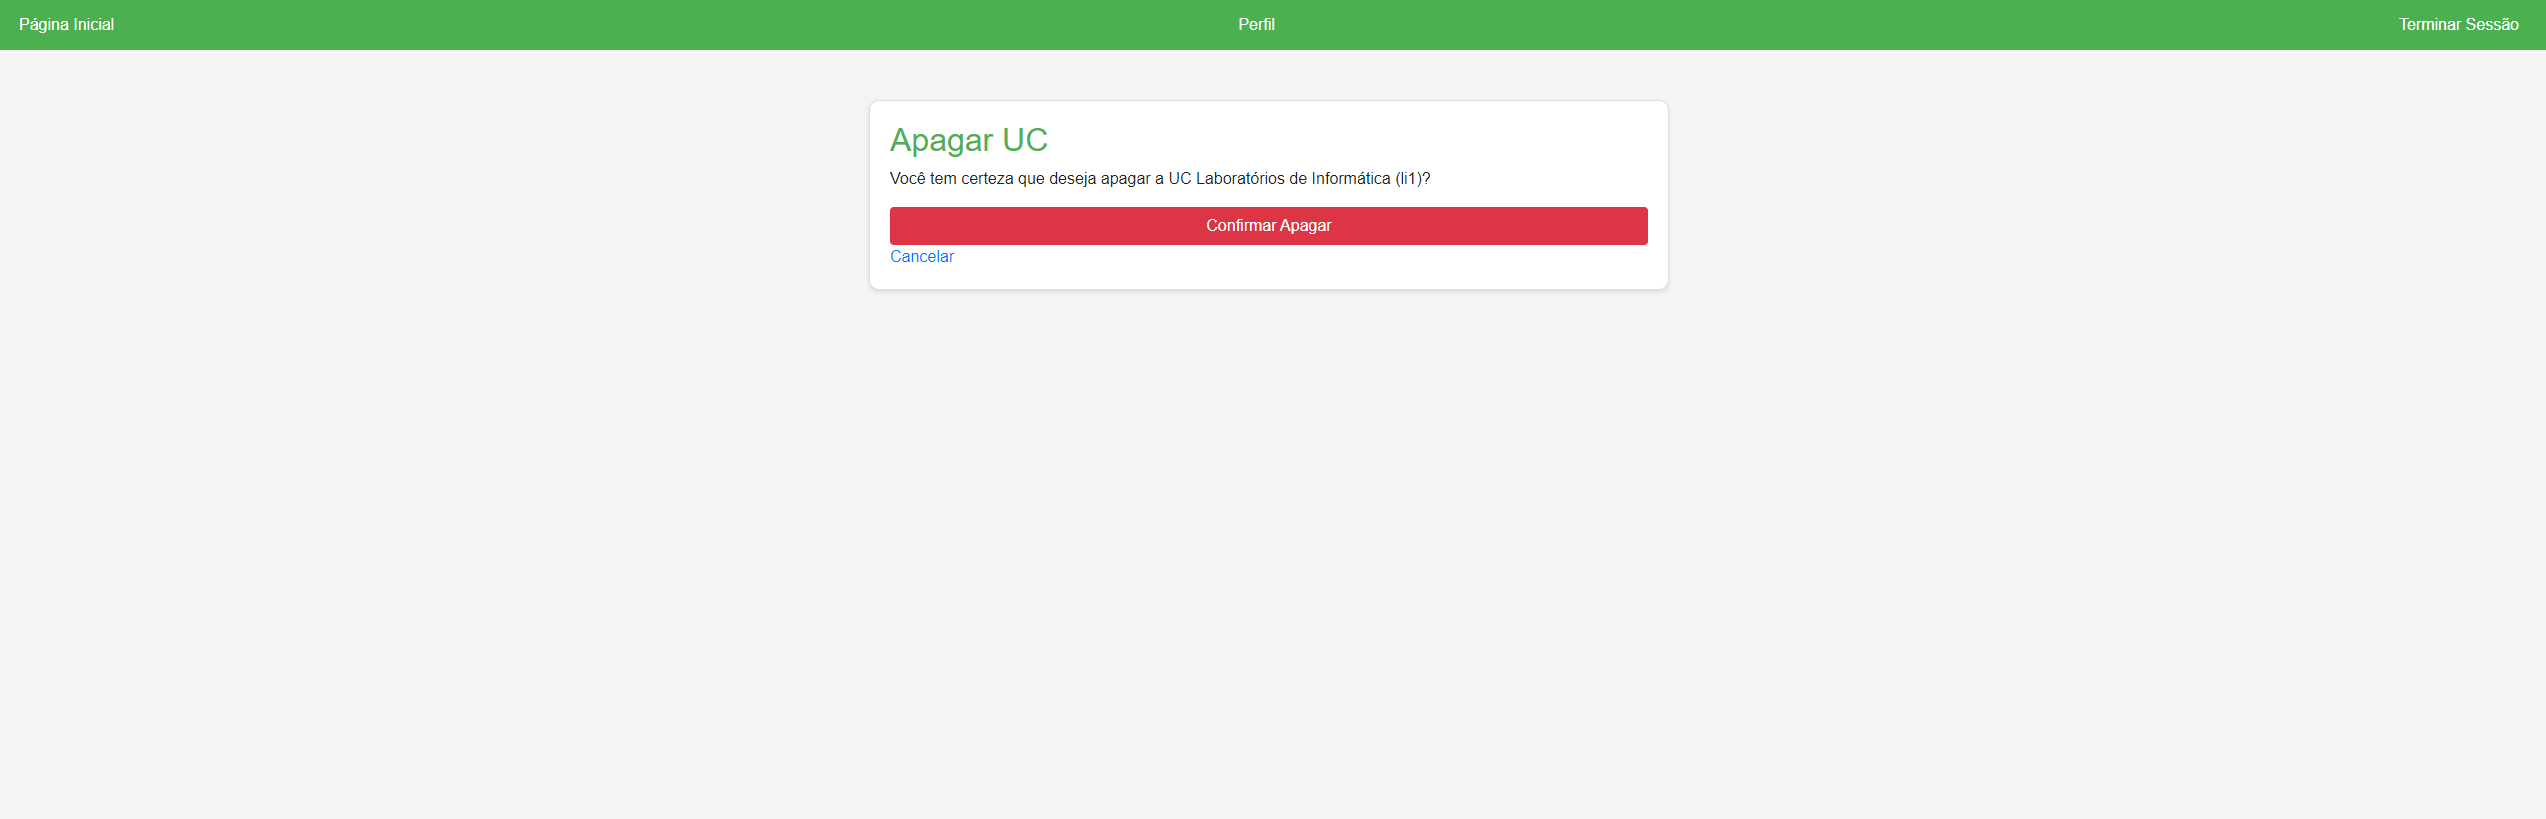 Página Inicial
Perfil
Terminar Sessão
Apagar UC
Você tem certeza que deseja apagar a UC Laboratórios de Informática (li1)?
Confirmar Apagar
Cancelar